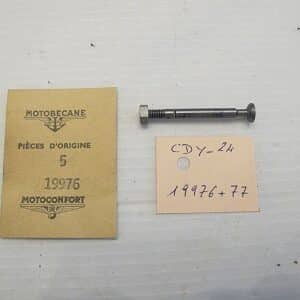 MOTOBECANE
PIÈCES D'ORIGINE
5
19976
MOTOCONFORT
CDY-24
19976+77